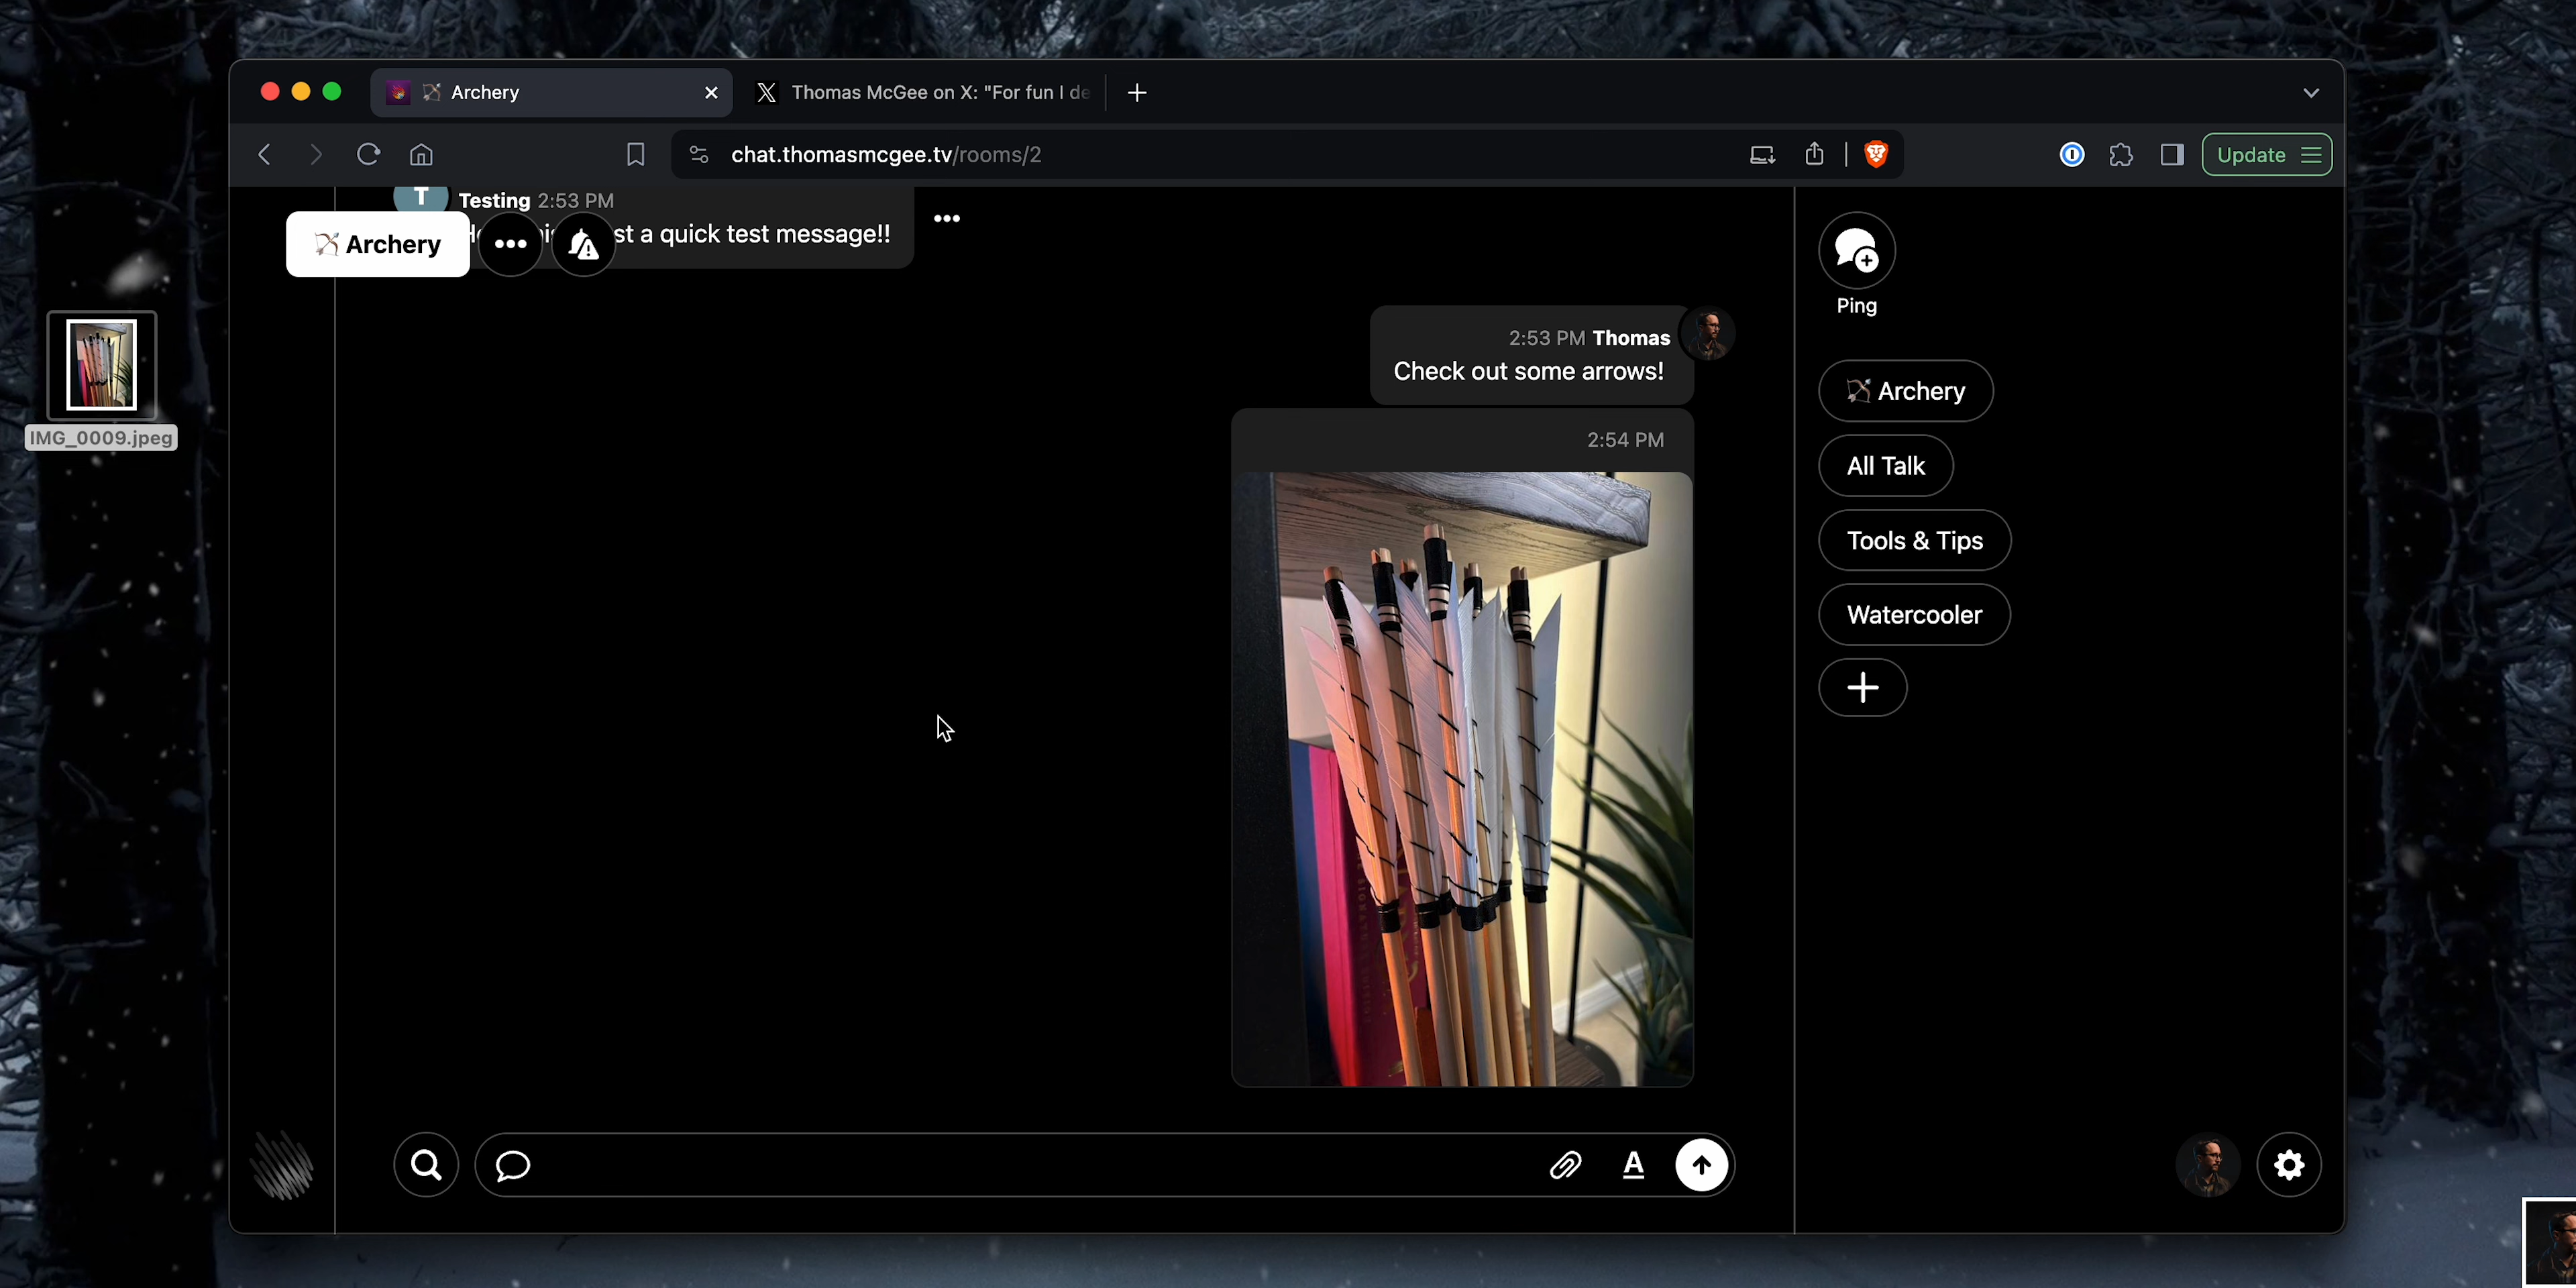 Archery
Thomas McGee on X: "For fun I de
chat.thomasmcgee.tv/rooms/2
Update
T
Testing 2:53 PM
st a quick test message!!
Archery
2:53 PM Thomas
Check out some arrows!
2:54 PM
IMG_0009.jpeg
Ping
Archery
All Talk
Tools & Tips
Watercooler
A